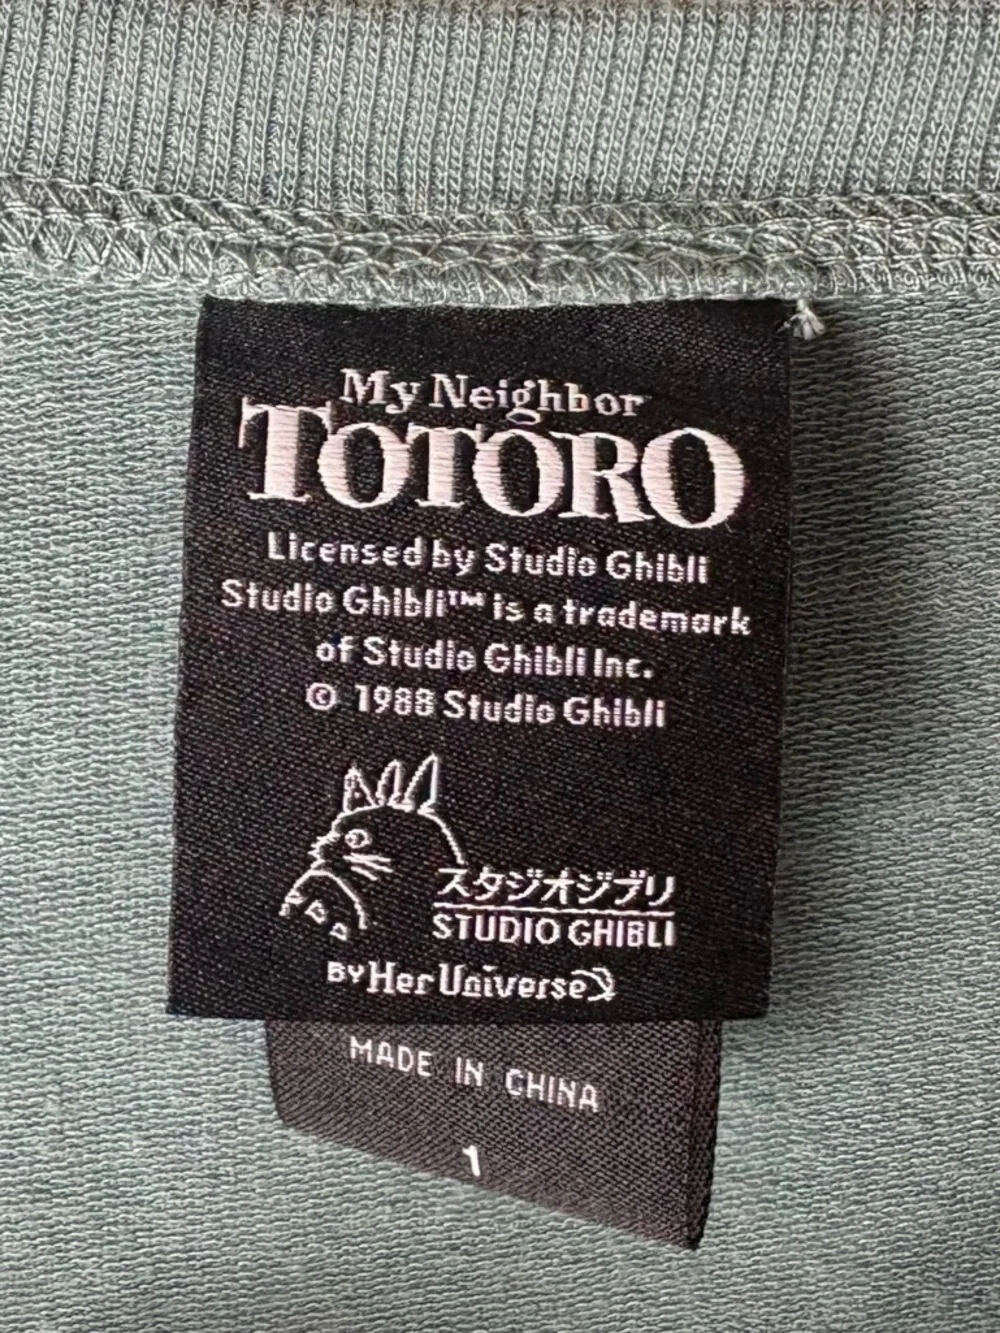 My Neighbor
TOTORO
Licensed by Studio Ghibli
Studio Ghibli™ is a trademark
of Studio Ghibli Inc.
© 1988 Studio Ghibli
スタジオジブリ
STUDIO GHIBLI
BY Her Universe
MADE IN CHINA
1